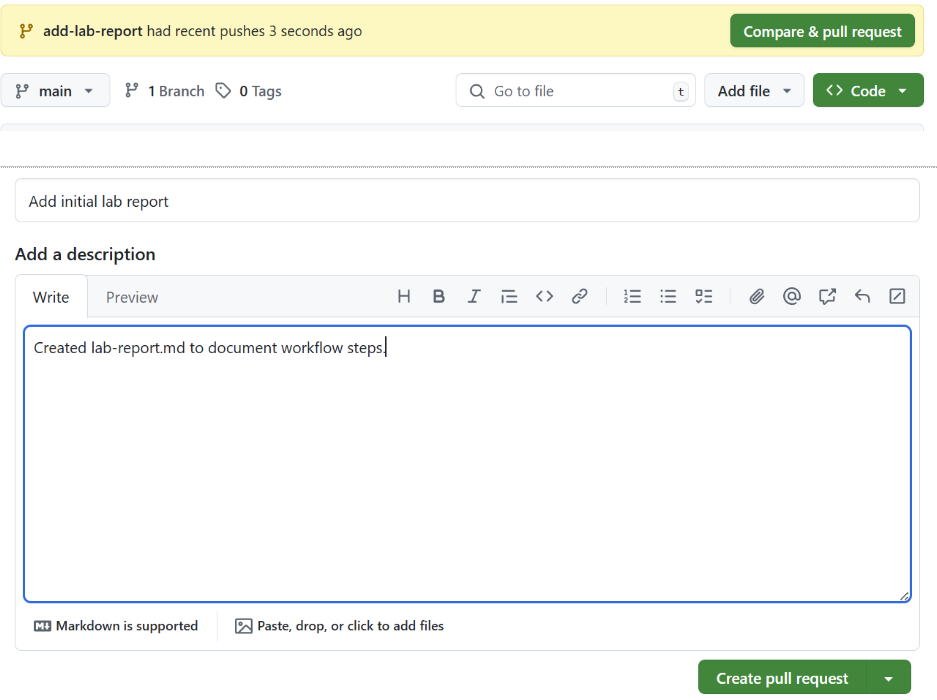 add-lab-report had recent pushes 3 seconds ago
Compare & pull request
main
1 Branch
0 Tags
Go to file
t
Add file
Code
Add initial lab report
Add a description
Write
Preview
H B I
Created lab-report.md to document workflow steps.
Markdown is supported
Paste, drop, or click to add files
Create pull request